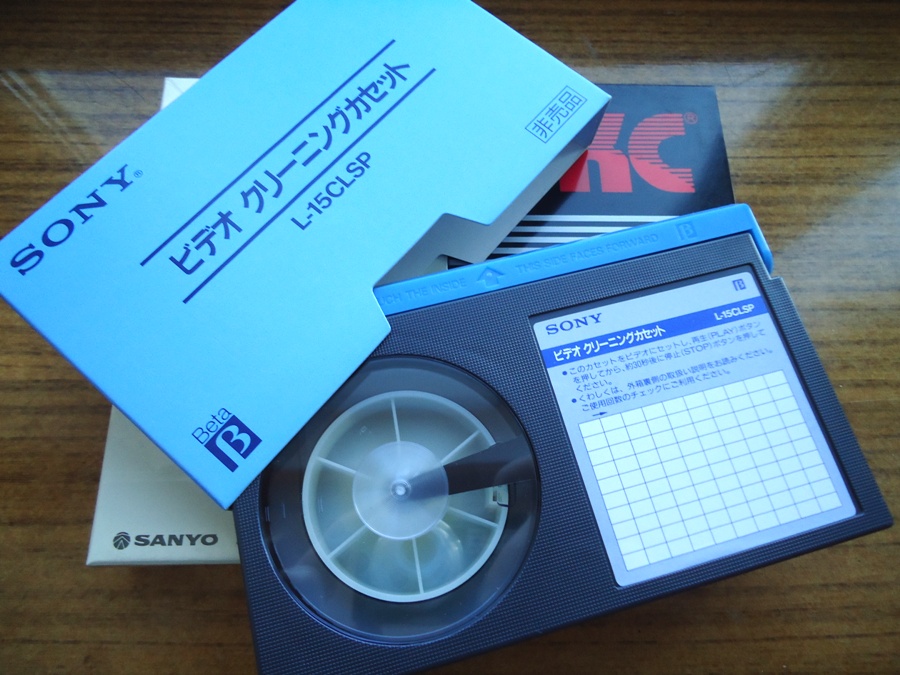 SONY®
ビデオ クリーニングカセット
L-15CLSP
非売品
Beta
B
SANYO
KC®
CH THE INSIDE THIS SIDE FACES FORWARD B
SONY
B
L-15CLSP
ビデオ クリーニングカセット
●このカセットをビデオにセットし、再生(PLAY)ボタン
を押してから、約30秒後に停止(STOP)ボタンを押して
ください。
●くわしくは、外箱裏側の取扱い説明をお読みください。
ご使用回数のチェックにご利用ください。